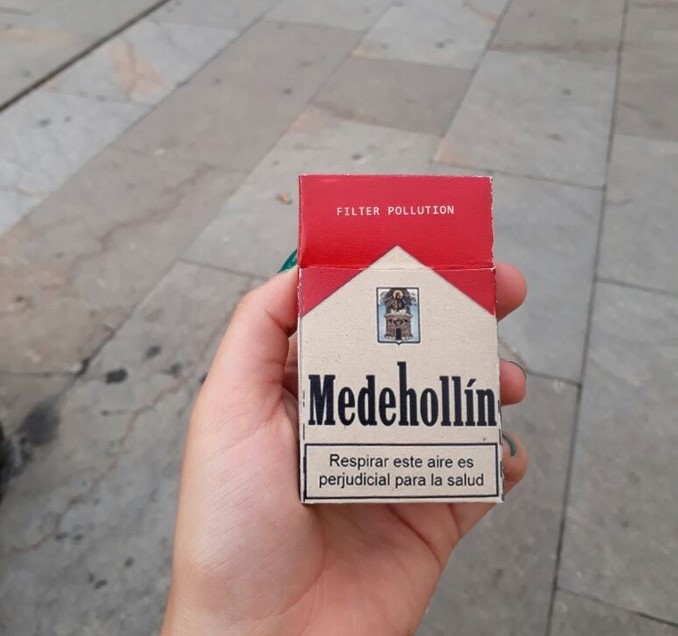 FILTER POLLUTION
Medehollín
Respirar este aire es
perjudicial para la salud